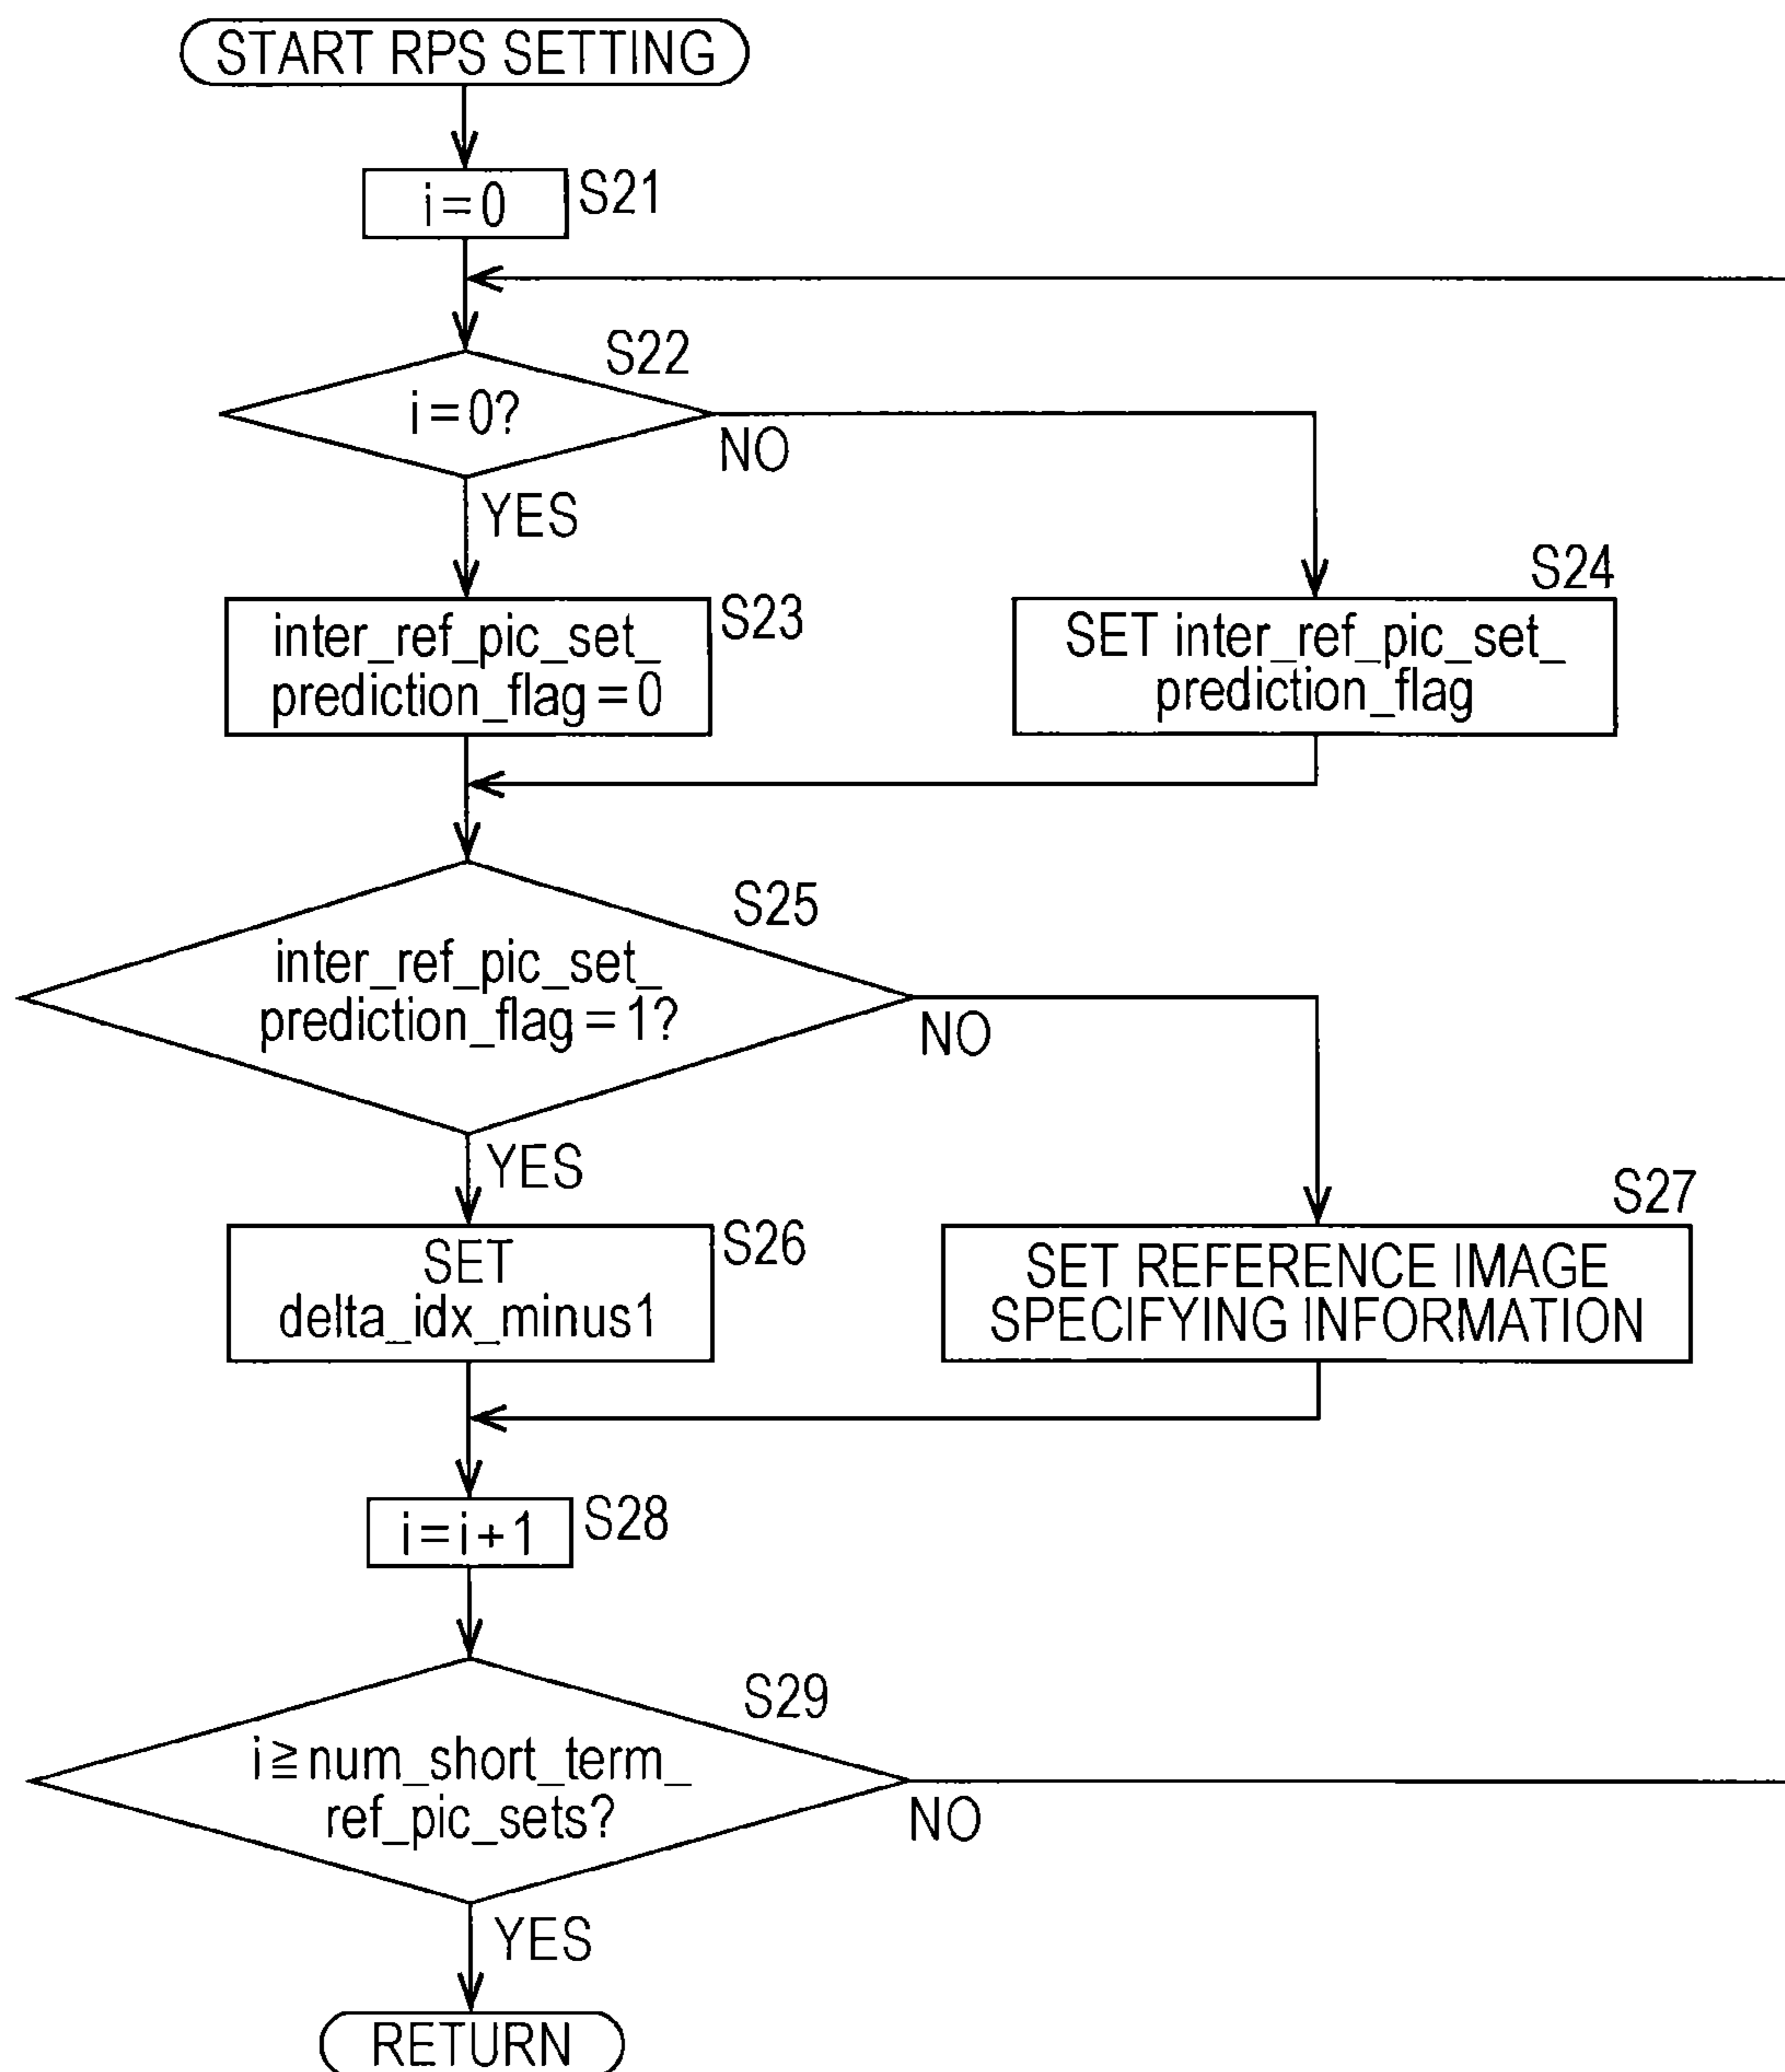 START RPS SETTING
i=0
S21
S22
i=0?
NO
YES
S23
inter_ref_pic_set_
prediction_flag=0
S24
SET inter_ref_pic_set_
prediction_flag
S25
inter_ref_pic_set_
prediction_flag=1?
NO
YES
S26
SET
delta_idx_minus1
S27
SET REFERENCE IMAGE
SPECIFYING INFORMATION
i=i+1
S28
S29
i≧num_short_term_
ref_pic_sets?
NO
YES
RETURN